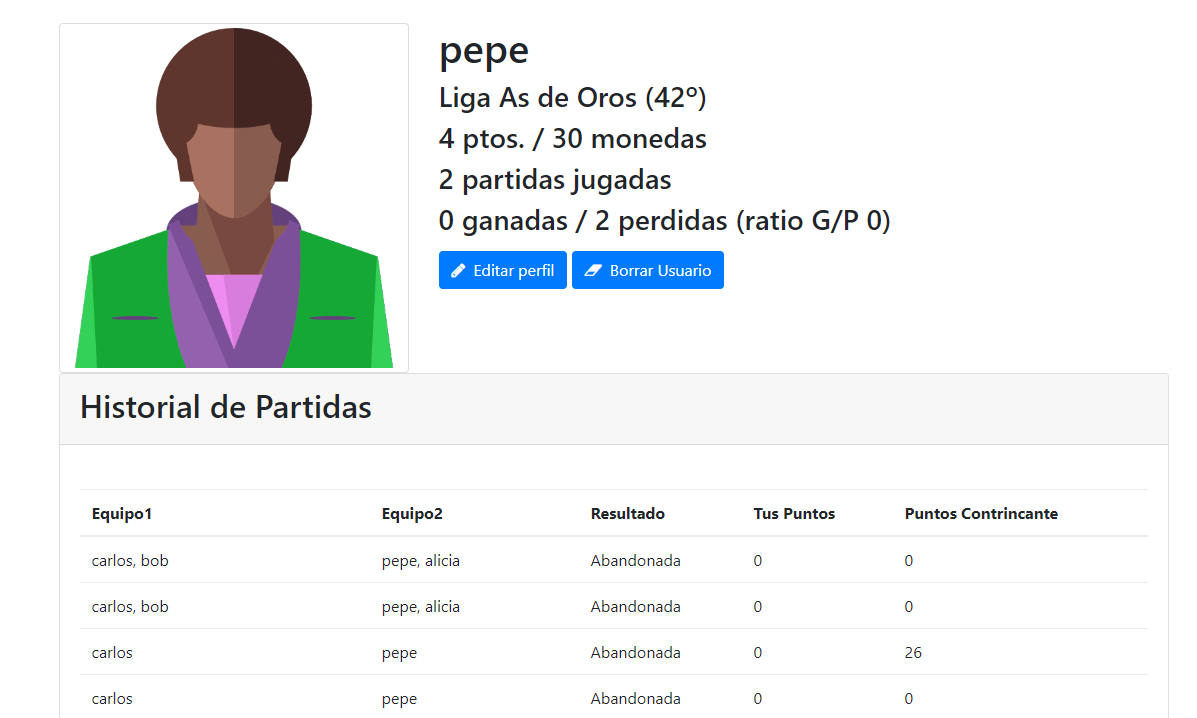 pepe
Liga As de Oros (42º)
4 ptos. / 30 monedas
2 partidas jugadas
0 ganadas / 2 perdidas (ratio G/P 0)
Editar perfil Borrar Usuario
Historial de Partidas
Equipo1 Equipo2 Resultado Tus Puntos Puntos Contrincante
carlos, bob pepe, alicia Abandonada 0 0
carlos, bob pepe, alicia Abandonada 0 0
carlos pepe Abandonada 0 26
carlos pepe Abandonada 0 0